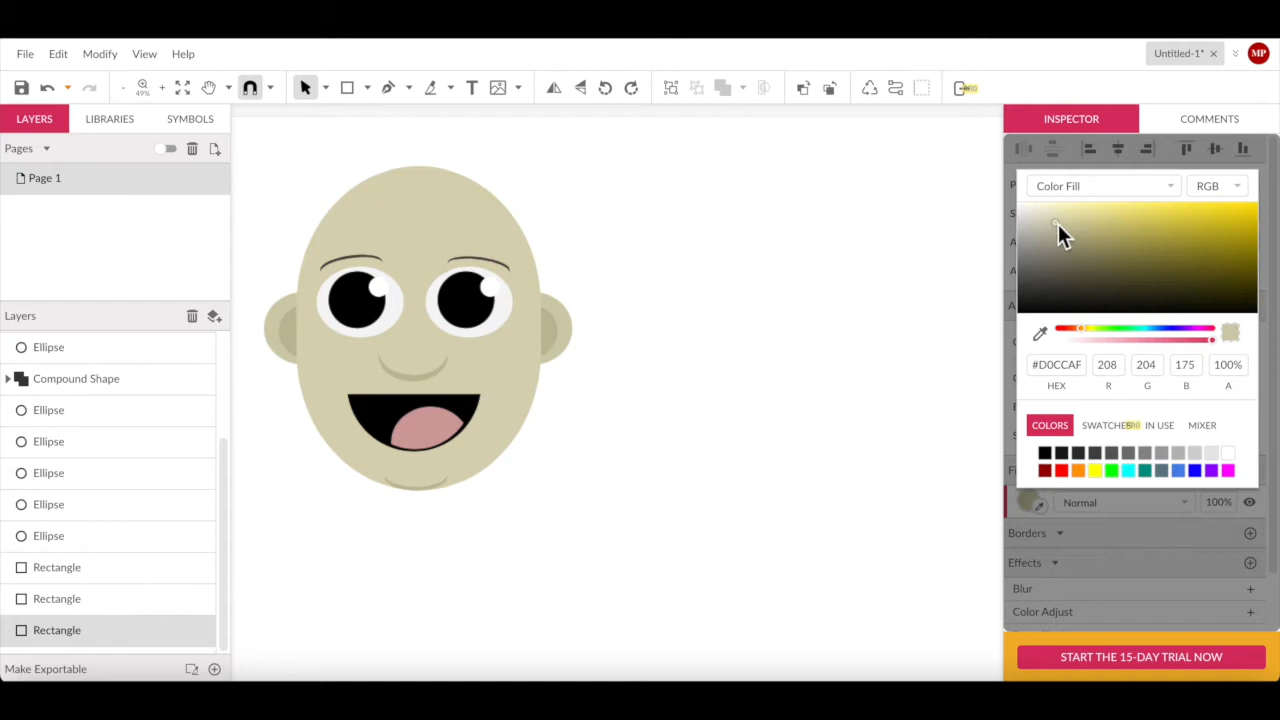 File Edit Modify View Help
Untitled-1*
MP
49%
PRO
LAYERS LIBRARIES SYMBOLS
INSPECTOR COMMENTS
Pages
Page 1
Color Fill RGB
#D0CCAF 208 204 175 100%
HEX R G B A
COLORS SWATCHES IN USE MIXER
Layers
Ellipse
Compound Shape
Ellipse
Ellipse
Ellipse
Ellipse
Ellipse
Rectangle
Rectangle
Rectangle
Make Exportable
Normal 100%
Borders
Effects
Blur
Color Adjust
START THE 15-DAY TRIAL NOW